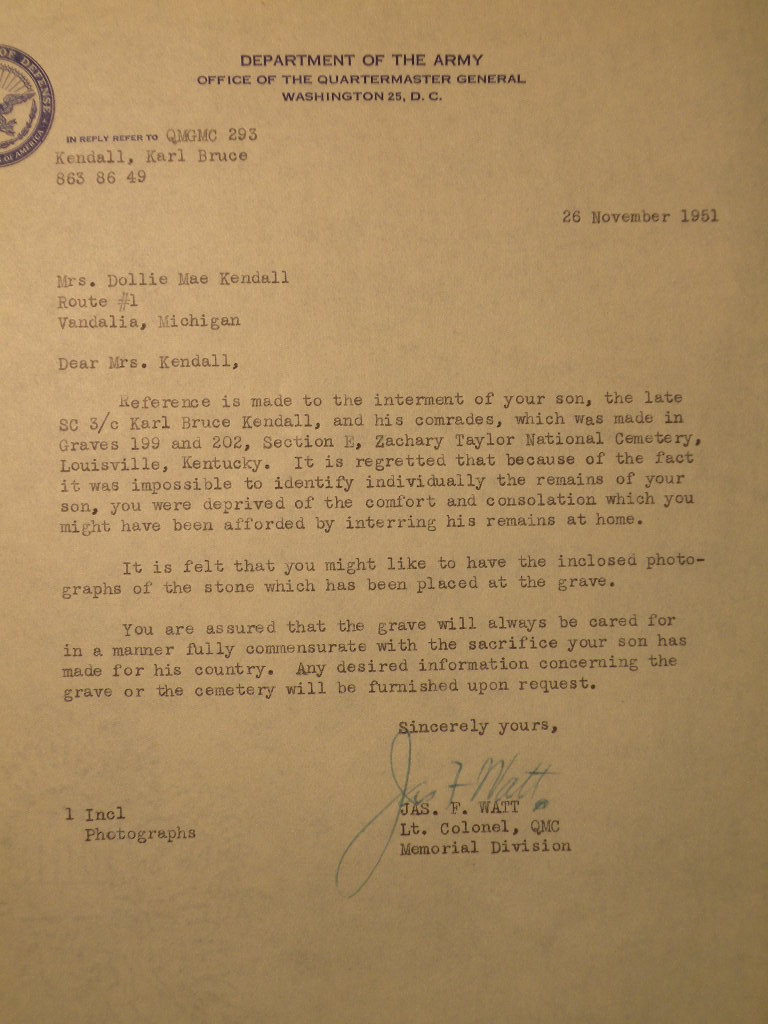 OF DEFENSE
OF AMERICA
DEPARTMENT OF THE ARMY
OFFICE OF THE QUARTERMASTER GENERAL
WASHINGTON 25, D. C.
IN REPLY REFER TO QMGMC 293
Kendall, Karl Bruce
863 86 49
26 November 1951
Mrs. Dollie Mae Kendall
Route #1
Vandalia, Michigan
Dear Mrs. Kendall,
Reference is made to the interment of your son, the late
SC 3/c Karl Bruce Kendall, and his comrades, which was made in
Graves 199 and 202, Section E, Zachary Taylor National Cemetery,
Louisville, Kentucky. It is regretted that because of the fact
it was impossible to identify individually the remains of your
son, you were deprived of the comfort and consolation which you
might have been afforded by interring his remains at home.
It is felt that you might like to have the inclosed photo-
graphs of the stone which has been placed at the grave.
You are assured that the grave will always be cared for
in a manner fully commensurate with the sacrifice your son has
made for his country. Any desired information concerning the
grave or the cemetery will be furnished upon request.
Sincerely yours,
Jas F Watt
JAS. F. WATT
Lt. Colonel, QMC
Memorial Division
1 Incl
Photographs